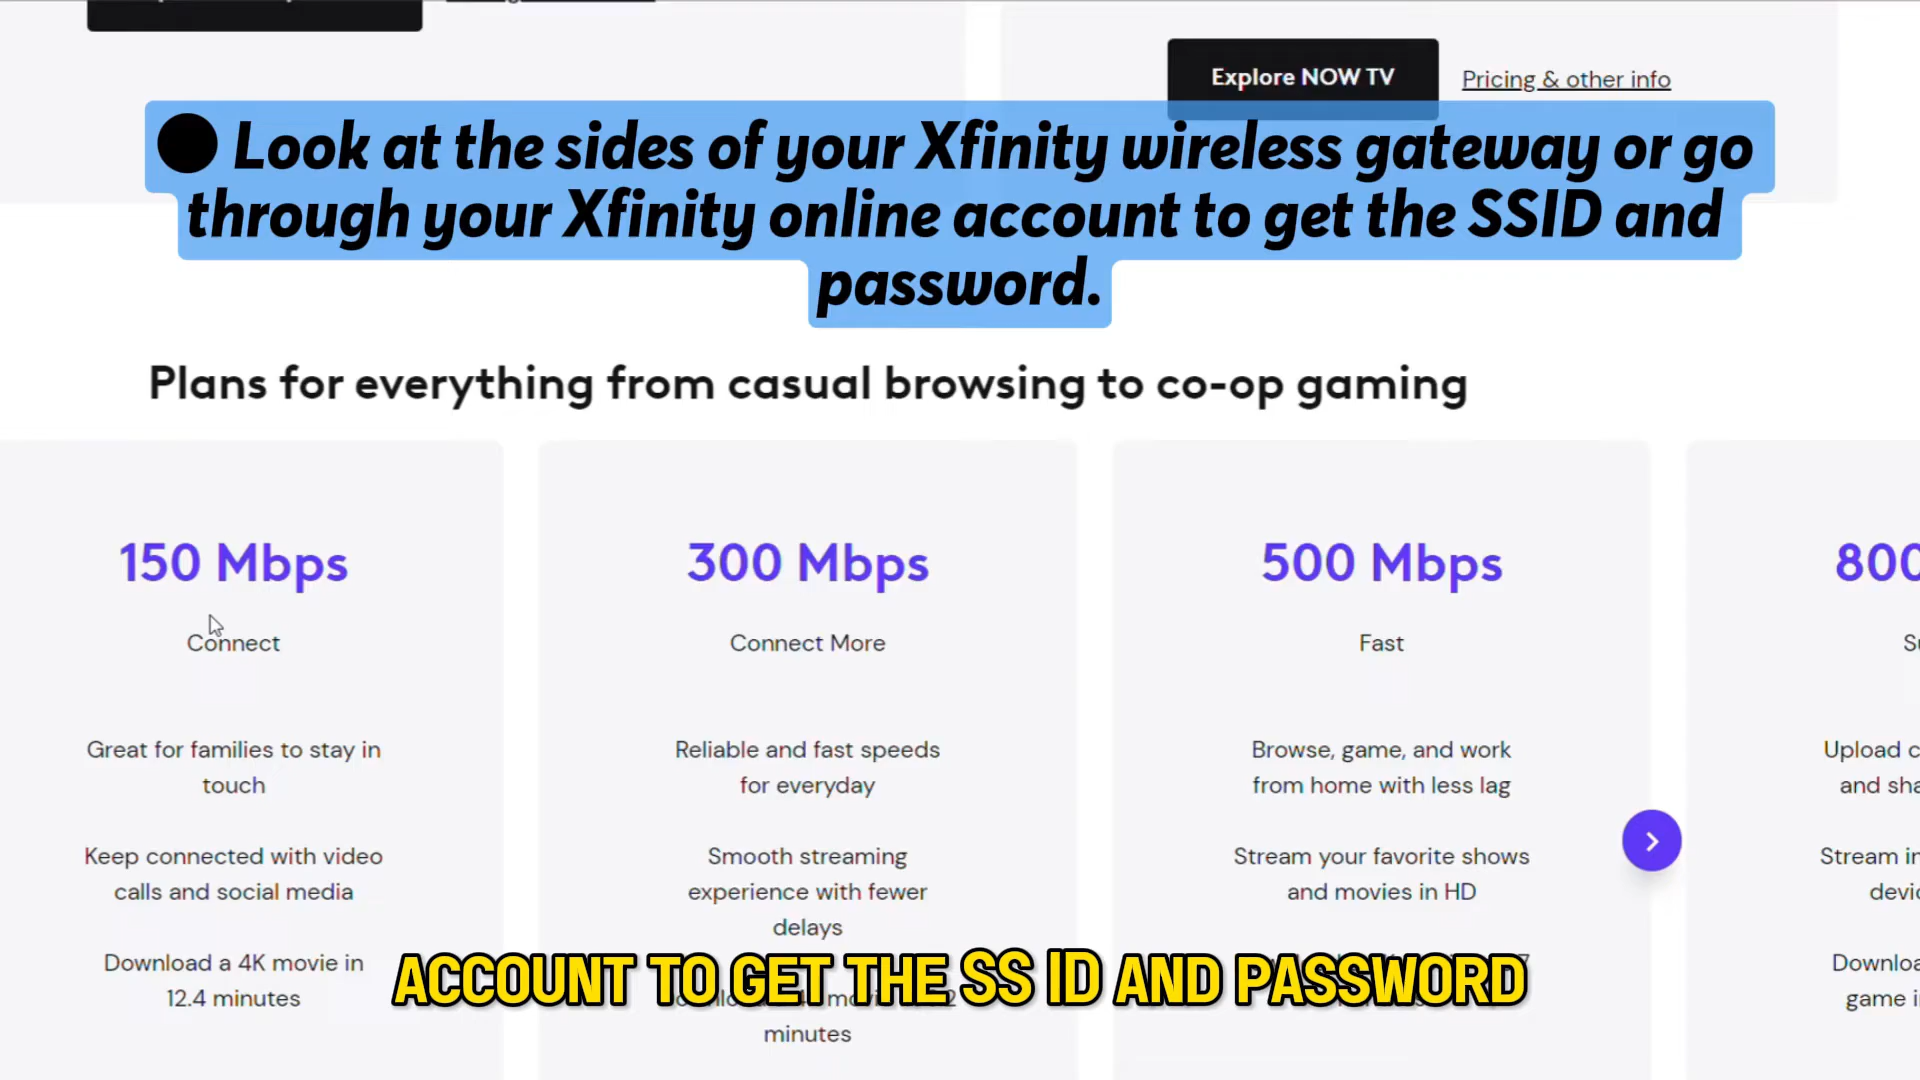 Explore NOW TV
Pricing & other info
● Look at the sides of your Xfinity wireless gateway or go
through your Xfinity online account to get the SSID and
password.
Plans for everything from casual browsing to co-op gaming
150 Mbps
Connect
Great for families to stay in
touch
Keep connected with video
calls and social media
Download a 4K movie in
12.4 minutes
300 Mbps
Connect More
Reliable and fast speeds
for everyday
Smooth streaming
experience with fewer
delays
minutes
500 Mbps
Fast
Browse, game, and work
from home with less lag
Stream your favorite shows
and movies in HD
800
Upload
and
Stream
game
ACCOUNT TO GET THE SS ID AND PASSWORD